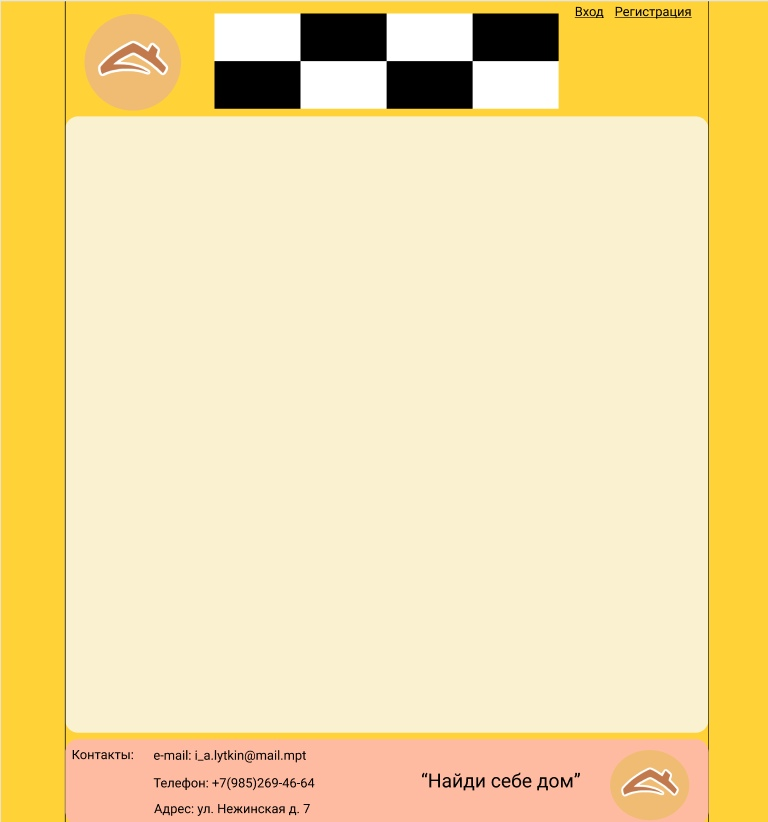 Вход Регистрация
Контакты: e-mail: i_a.lytkin@mail.mpt
Телефон: +7(985)269-46-64
“Найди себе дом”
Адрес: ул. Нежинская д. 7